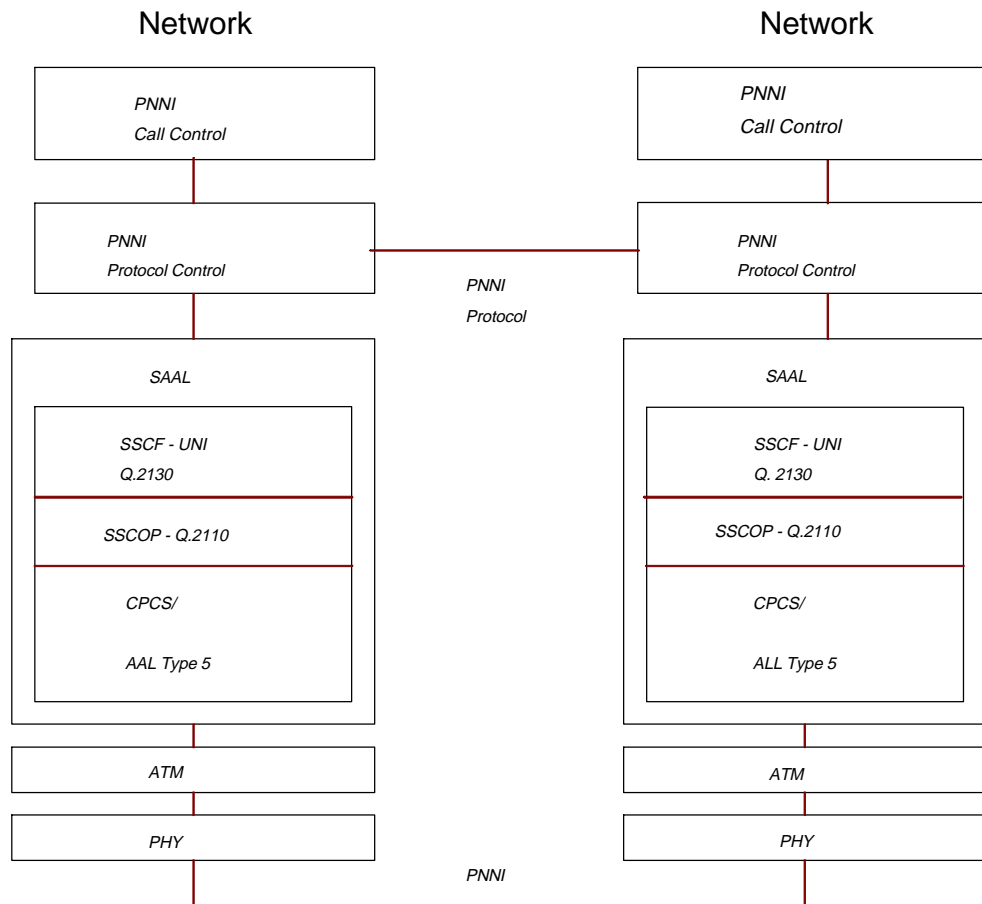 Network
PNNI
Call Control
PNNI
Protocol Control
SAAL
SSCF - UNI
Q.2130
SSCOP - Q.2110
CPCS/
AAL Type 5
ATM
PHY
PNNI
Protocol
PNNI
Network
PNNI
Call Control
PNNI
Protocol Control
SAAL
SSCF - UNI
Q. 2130
SSCOP - Q.2110
CPCS/
ALL Type 5
ATM
PHY